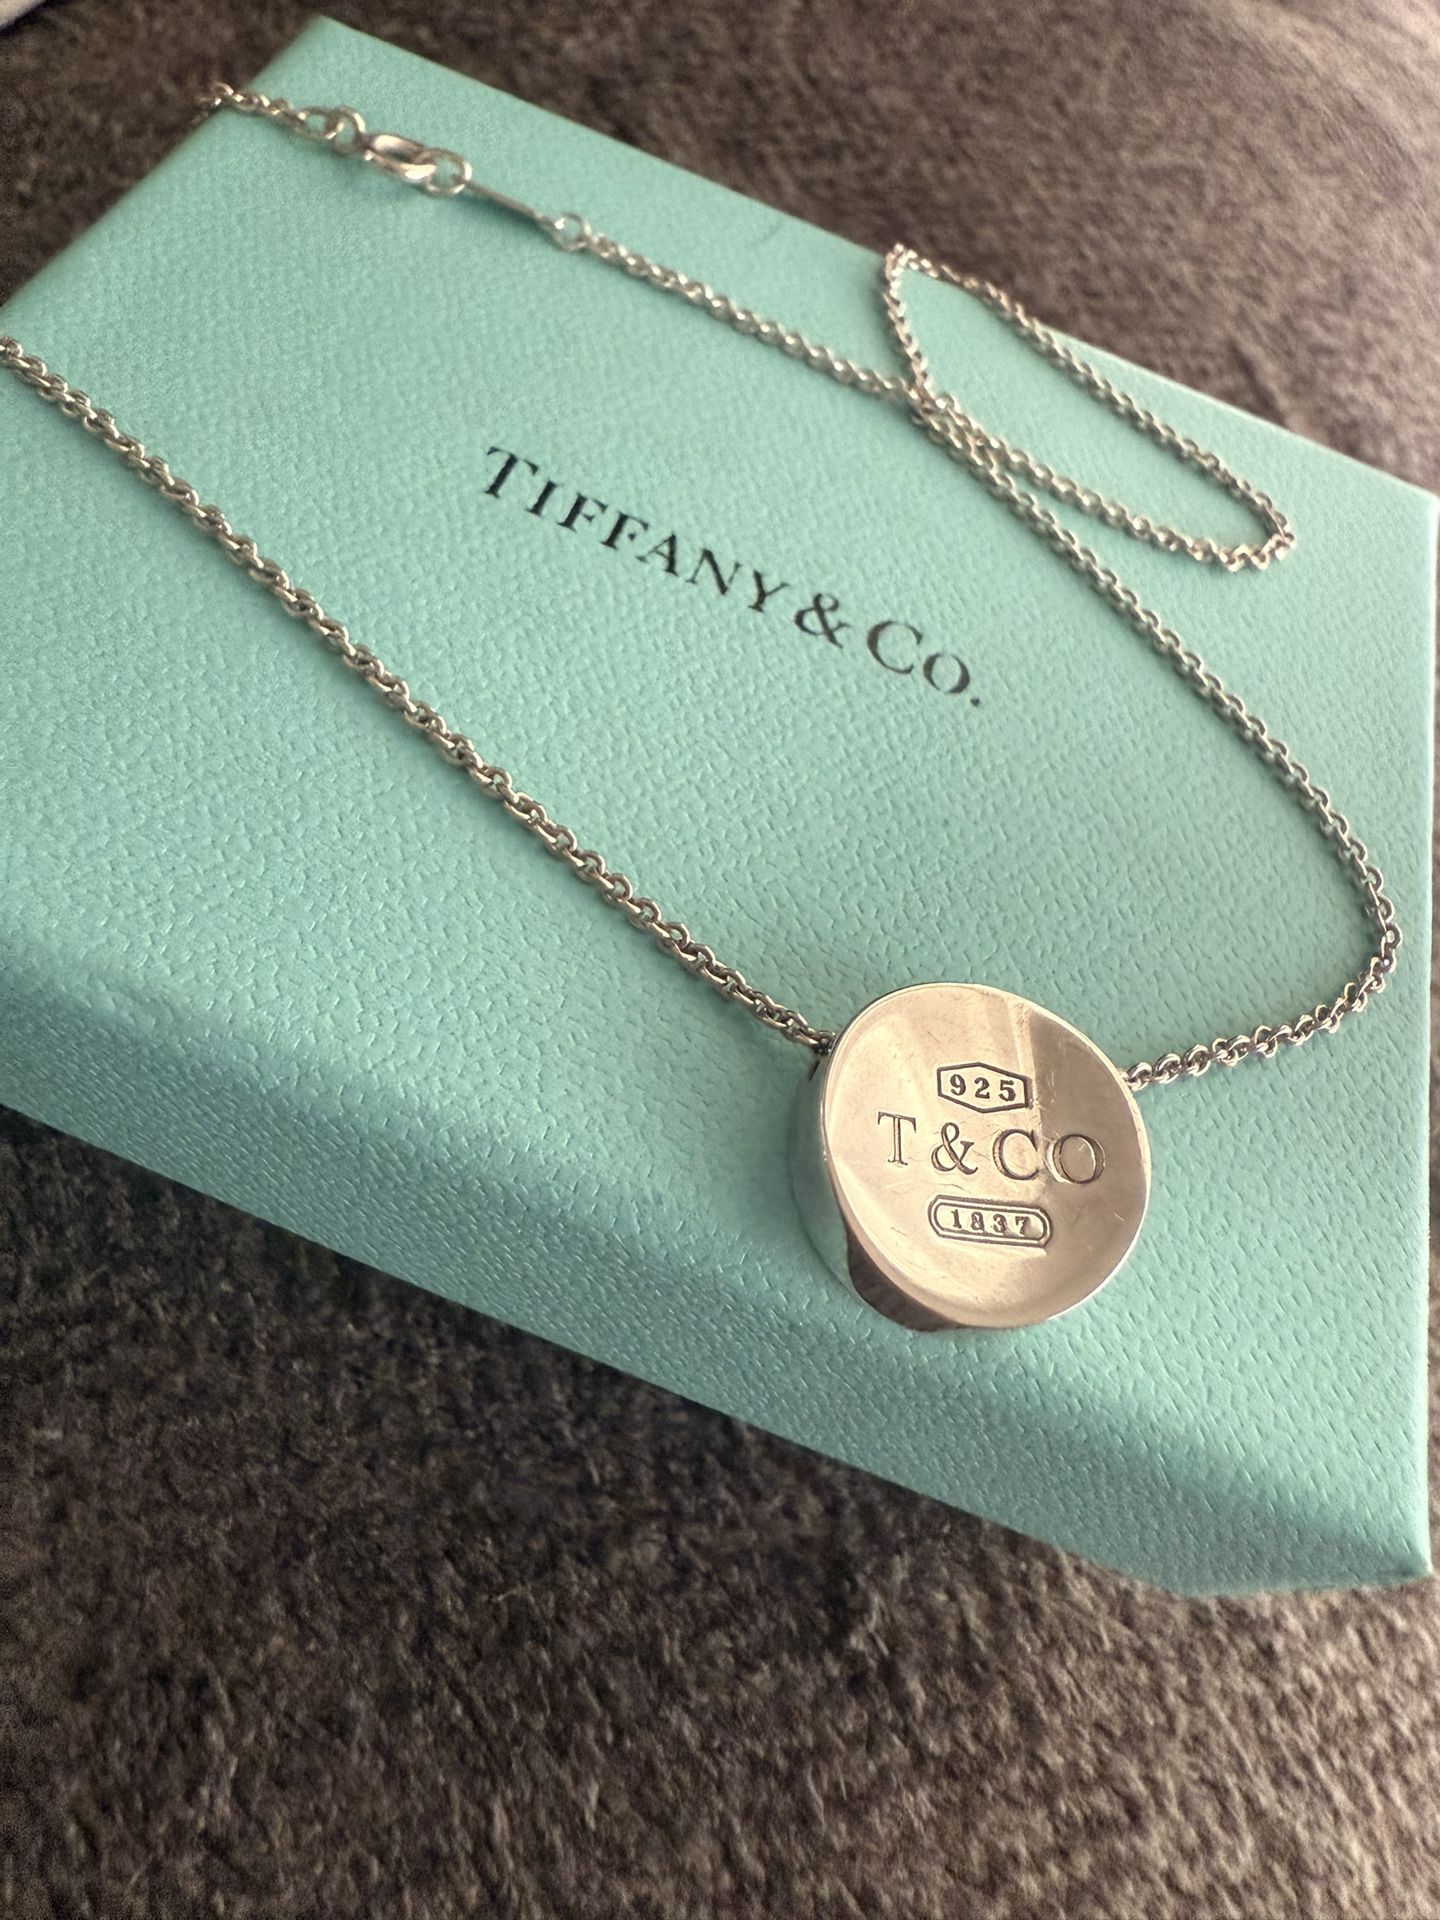 TIFFANY & CO.
925
T & CO
1837